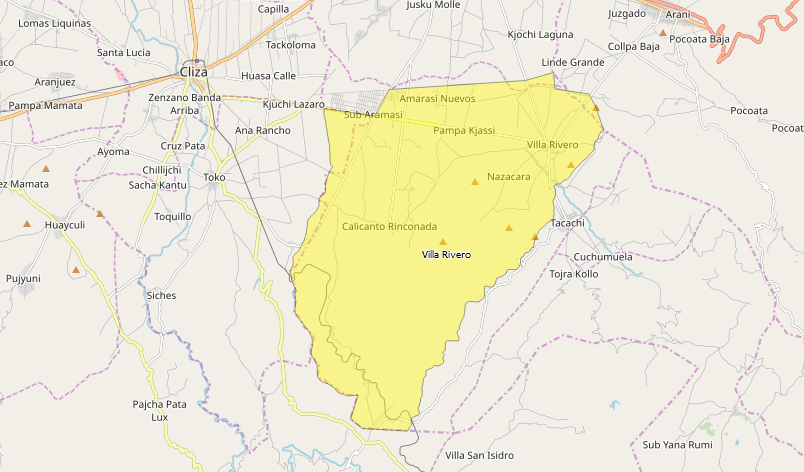 Capilla
Jusku Molle
Juzgado
Arani
Lomas Liquinas
Kjochi Laguna
Pocoata Baja
Tackoloma
Collpa Baja
Santa Lucia
aco
Linde Grande
Cliza
Huasa Calle
Aranjuez
Zenzano Banda
Arriba
Amarasi Nuevos
Pampa Mamata
Kjuchi Lazaro
Pocoata
Sub Aramasi
Pampa Kjassi
Ana Rancho
Pocoat
Cruz Pata
Villa Rivero
Ayoma
Chillijchi
Toko
Nazacara
ez Mamata
Sacha Kantu
Toquillo
Huayculi
Calicanto Rinconada
Tacachi
Villa Rivero
Cuchumuela
Tojra Kollo
Pujyuni
Siches
Pajcha Pata
Lux
Sub Yana Rumi
Villa San Isidro